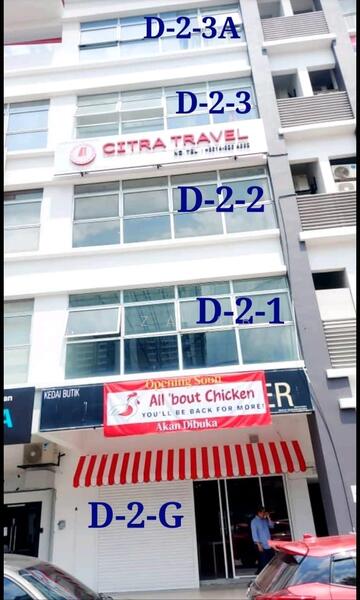 D-2-3A
D-2-3
CITRA TRAVEL
D-2-2
D-2-1
Opening Soon
All 'bout Chicken
YOU'LL BE BACK FOR MORE!
Akan Dibuka
KEDAI BUTIK
ER
D-2-G